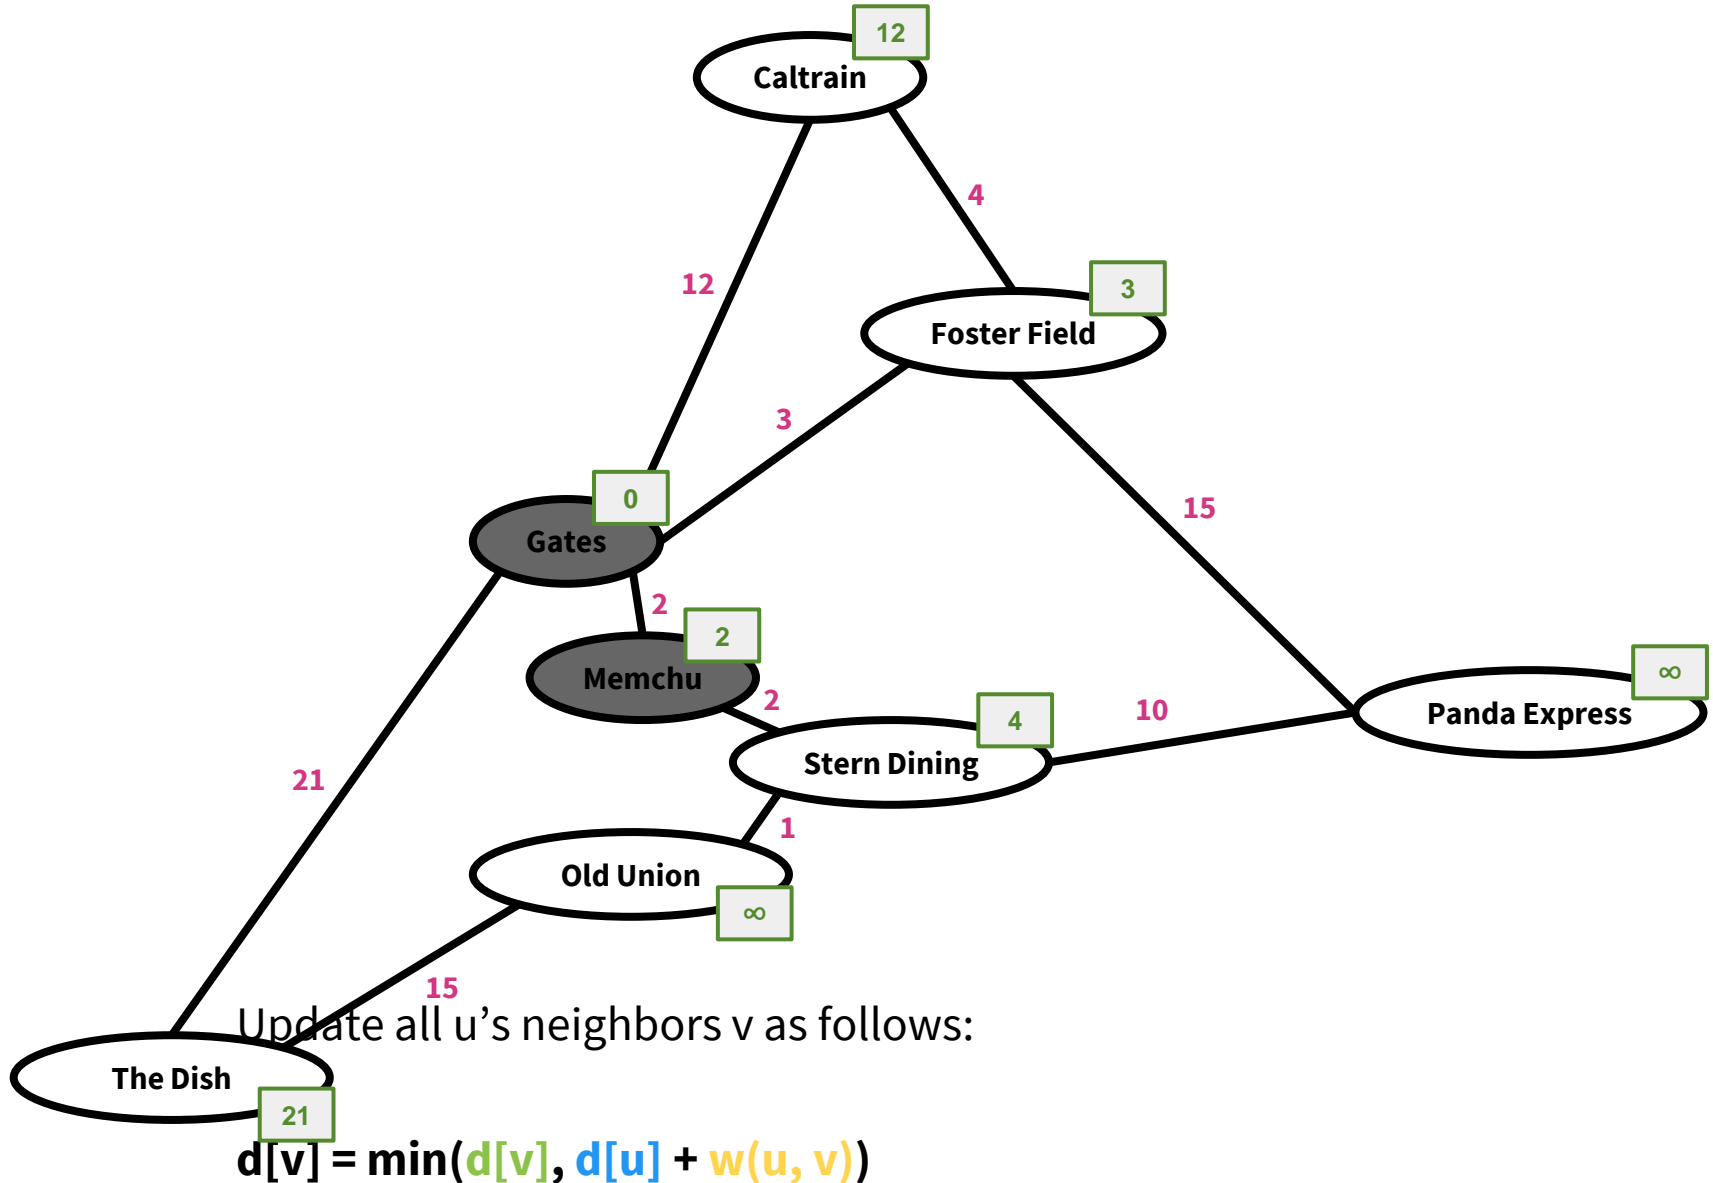 12
Caltrain
4
12
3
Foster Field
3
15
0
Gates
2
2
Memchu
2
∞
Panda Express
10
4
Stern Dining
21
1
Old Union
∞
15
Update all u’s neighbors v as follows:
The Dish
21
d[v] = min(d[v], d[u] + w(u, v))